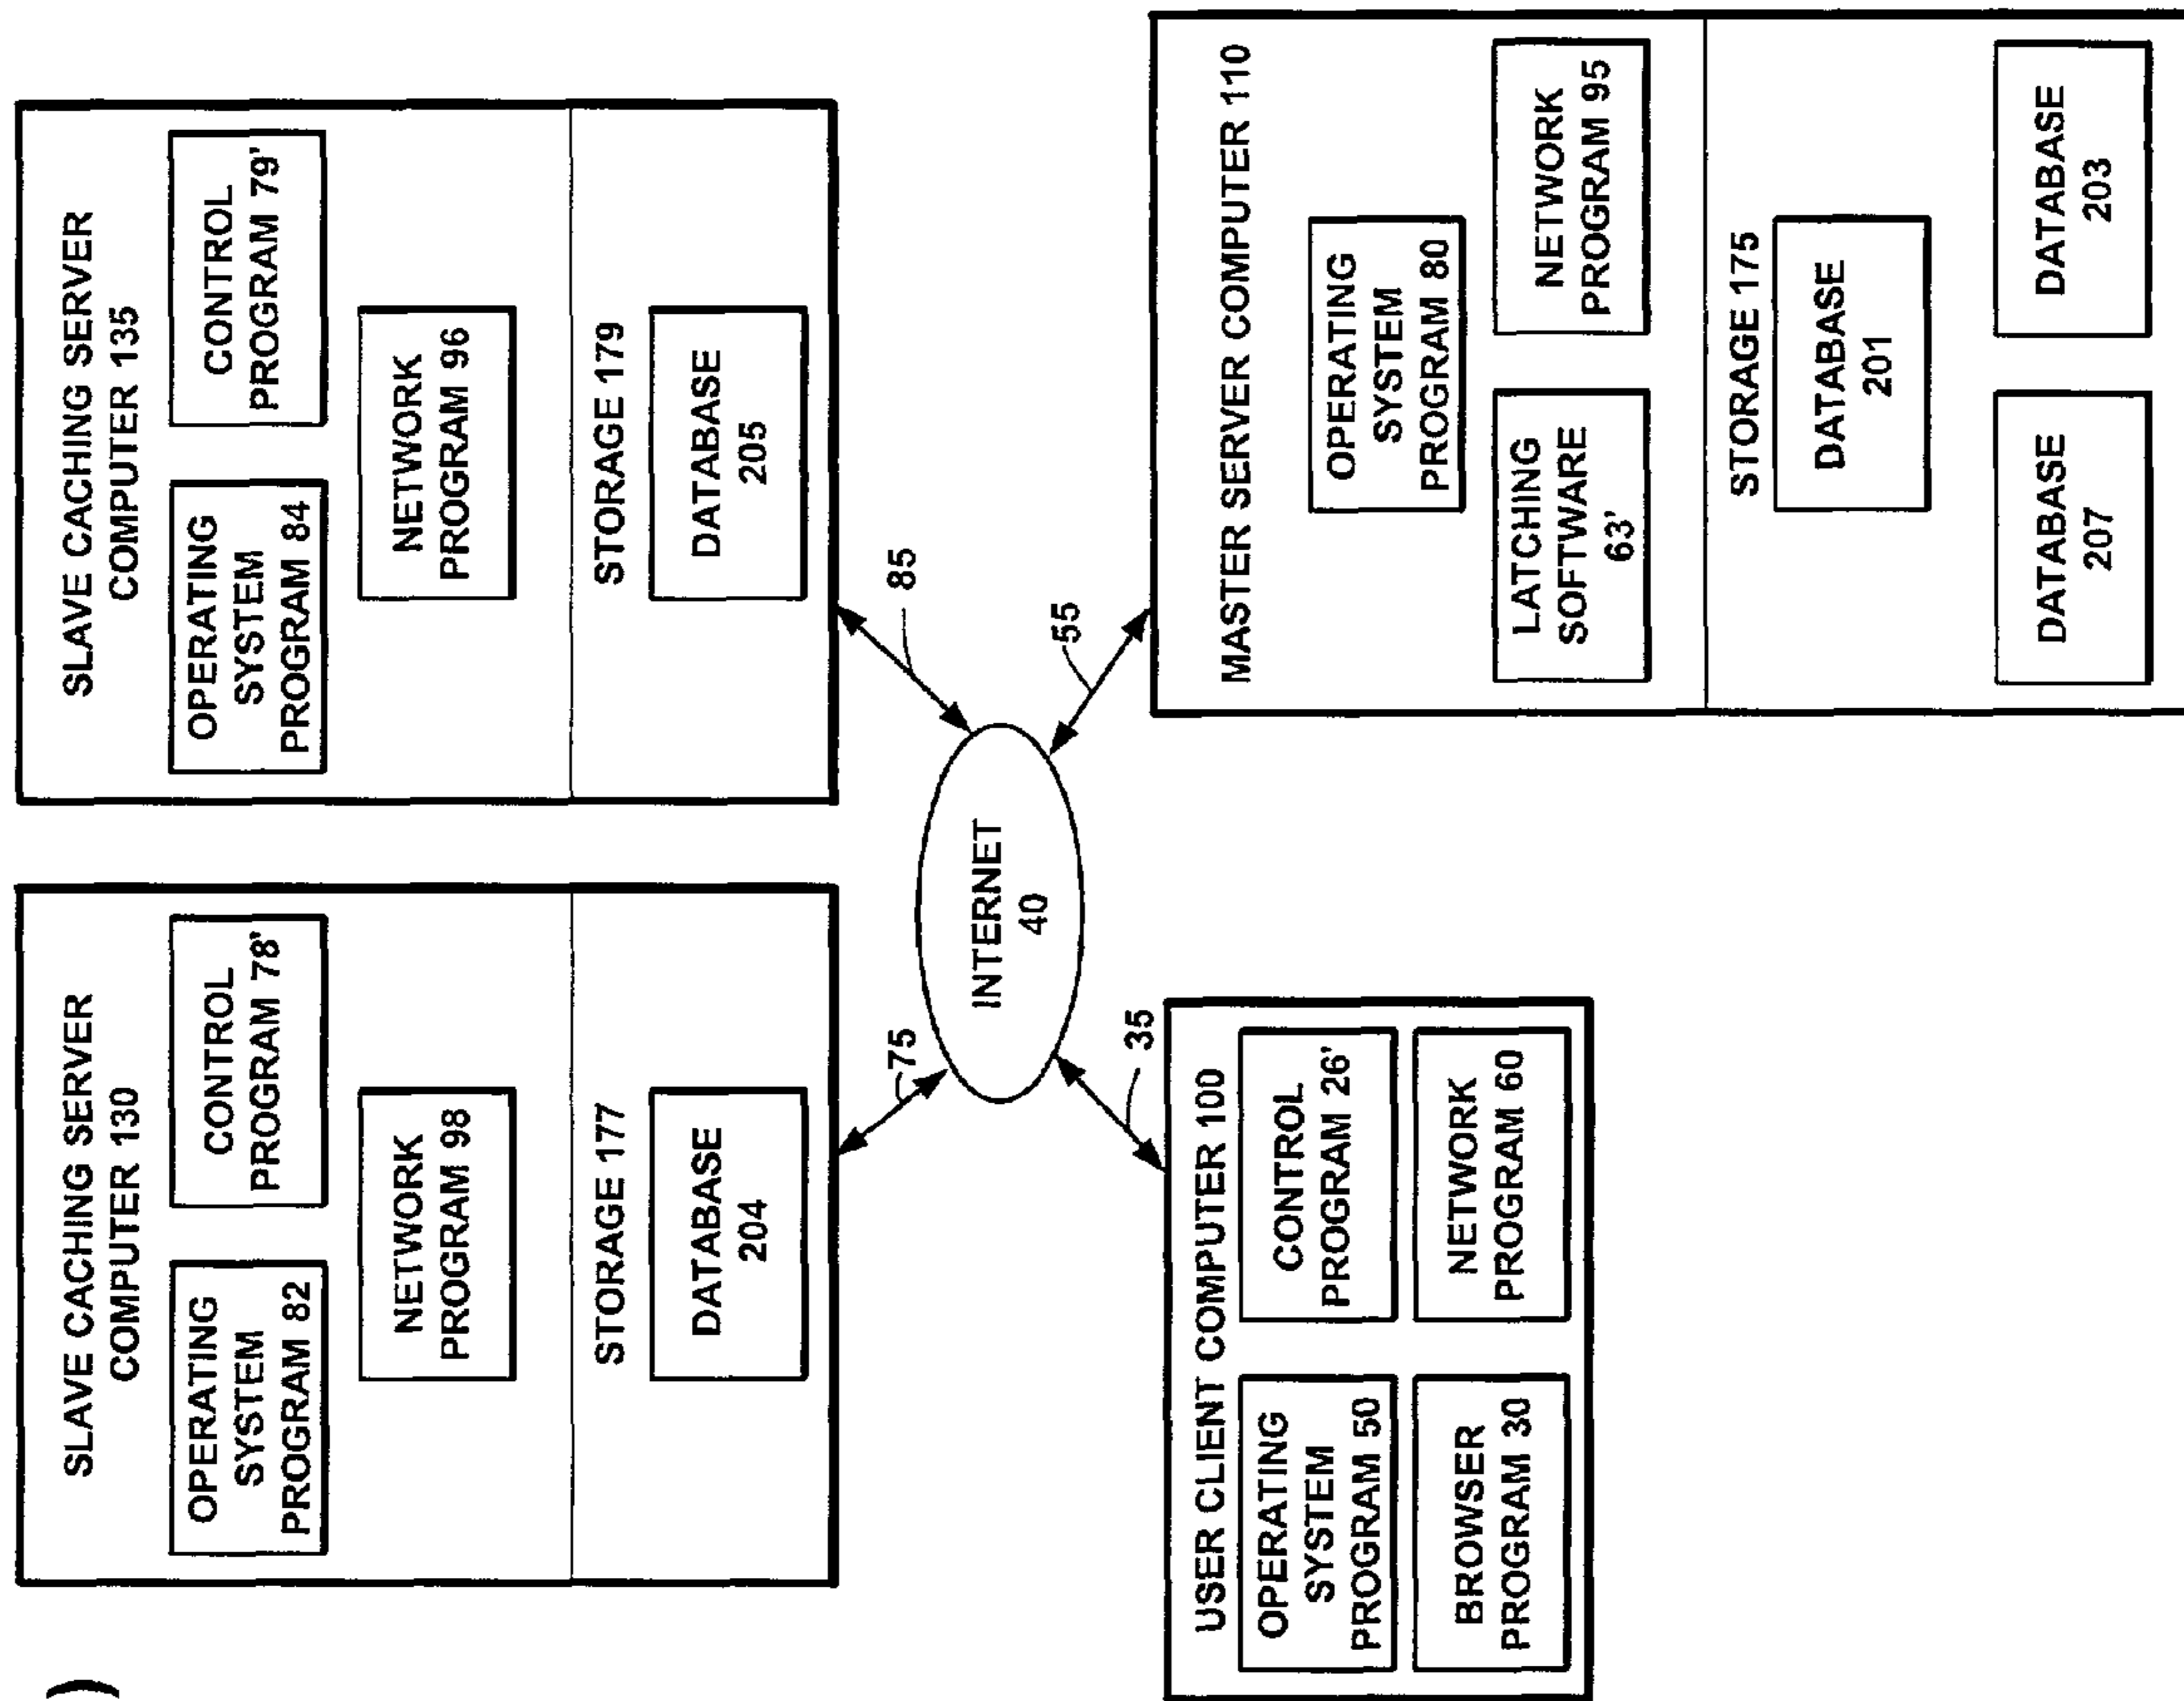 SLAVE CACHING SERVER
COMPUTER 130
OPERATING
SYSTEM
PROGRAM 82
CONTROL
PROGRAM 78'
NETWORK
PROGRAM 98
STORAGE 177
DATABASE
204
SLAVE CACHING SERVER
COMPUTER 135
OPERATING
SYSTEM
PROGRAM 84
CONTROL
PROGRAM 79'
NETWORK
PROGRAM 96
STORAGE 179
DATABASE
205
75
85
INTERNET
40
35
55
USER CLIENT COMPUTER 100
OPERATING
SYSTEM
PROGRAM 50
CONTROL
PROGRAM 26'
BROWSER
PROGRAM 30
NETWORK
PROGRAM 60
MASTER SERVER COMPUTER 110
OPERATING
SYSTEM
PROGRAM 80
LATCHING
SOFTWARE
63'
NETWORK
PROGRAM 95
STORAGE 175
DATABASE
201
DATABASE
207
DATABASE
203